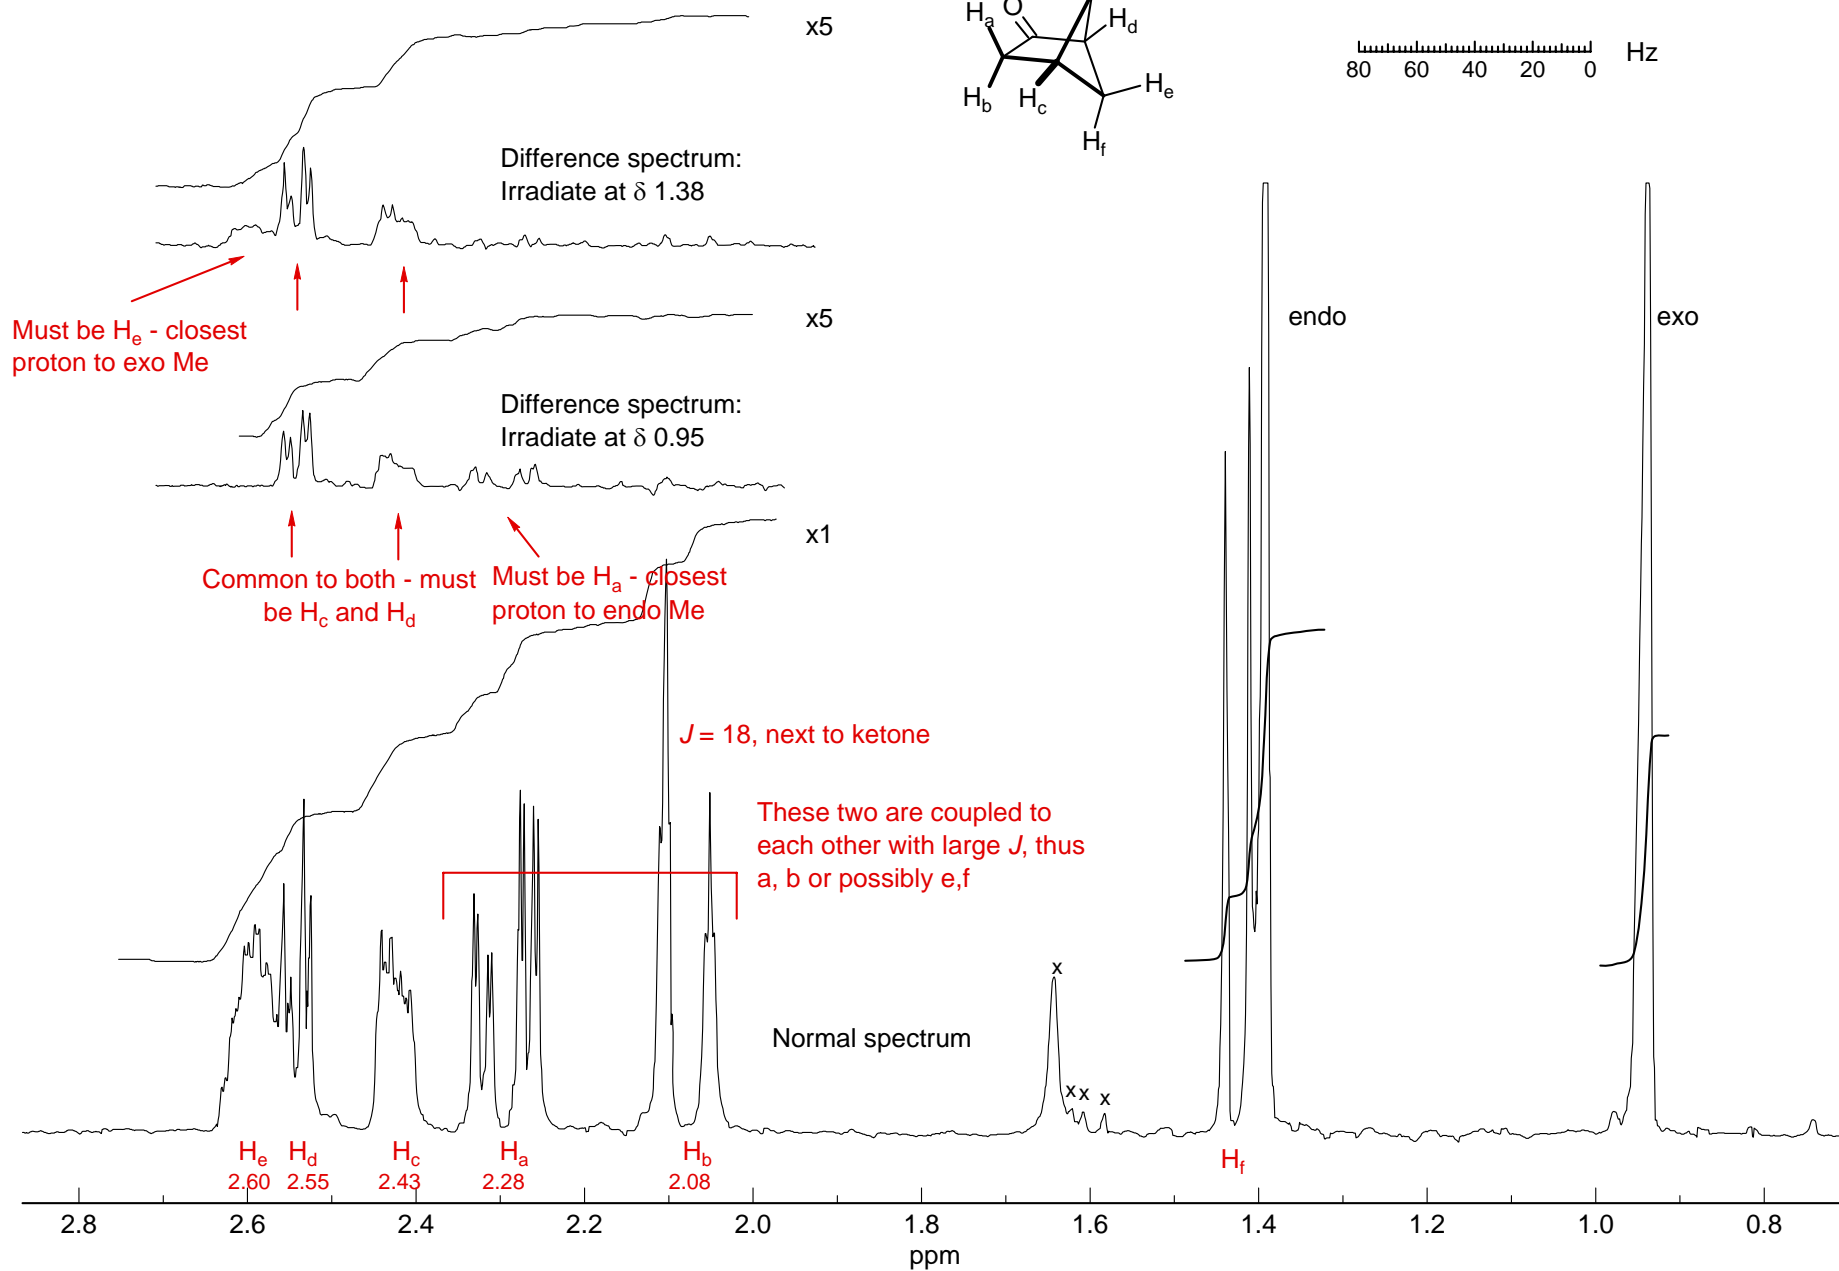 x5
O
Ha
Hd
Hb
Hc
He
Hf
80 60 40 20 0 Hz
Difference spectrum:
Irradiate at δ 1.38
Must be He - closest
proton to exo Me
x5
endo
exo
Difference spectrum:
Irradiate at δ 0.95
x1
Common to both - must
be Hc and Hd
Must be Ha - closest
proton to endo Me
J = 18, next to ketone
These two are coupled to
each other with large J, thus
a, b or possibly e,f
Normal spectrum
x
x x x
He Hd Hc Ha Hb Hf
2.60 2.55 2.43 2.28 2.08
2.8 2.6 2.4 2.2 2.0 1.8 1.6 1.4 1.2 1.0 0.8
ppm